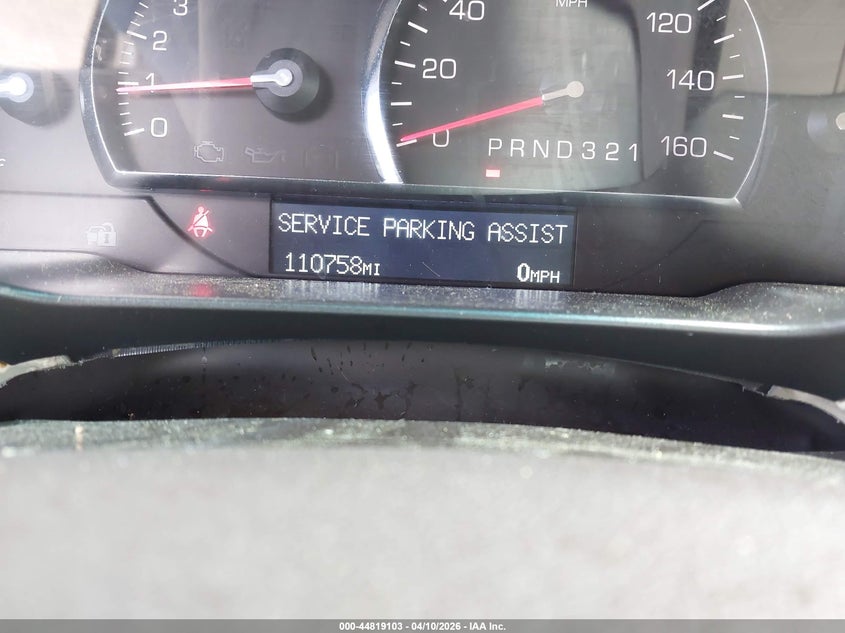 3
2
1
0
40
20
0
MPH
120
140
160
PRND321
SERVICE PARKING ASSIST
110758MI 0MPH
000-44819103 - 04/10/2026 - IAA Inc.